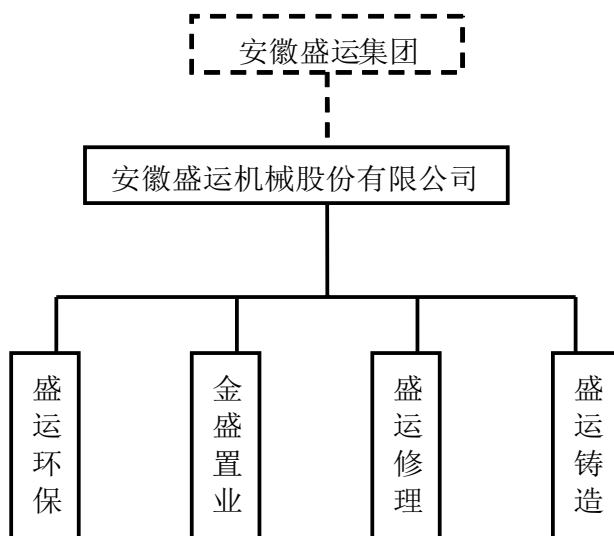 安徽盛运集团
安徽盛运机械股份有限公司
盛运环保
金盛置业
盛运修理
盛运铸造